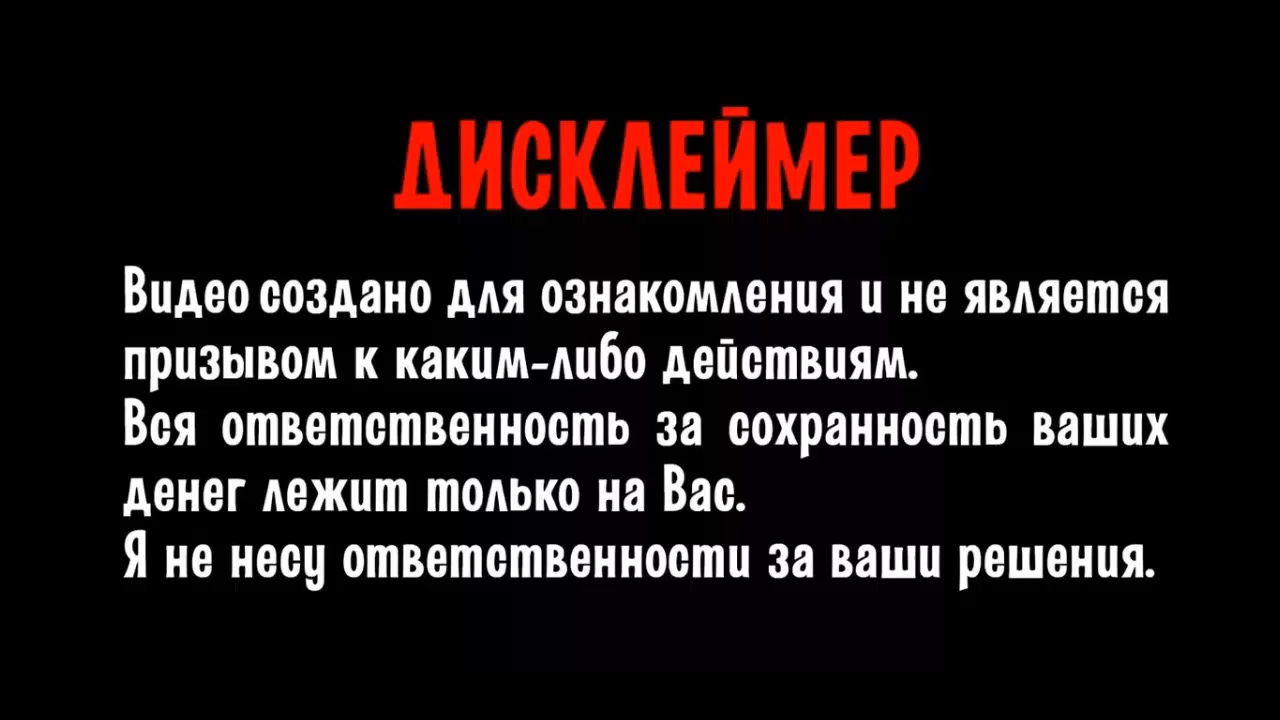 ДИСКЛЕЙМЕР
Видео создано для ознакомления и не является
призывом к каким-либо действиям.
Вся ответственность за сохранность ваших
денег лежит только на Вас.
Я не несу ответственности за ваши решения.